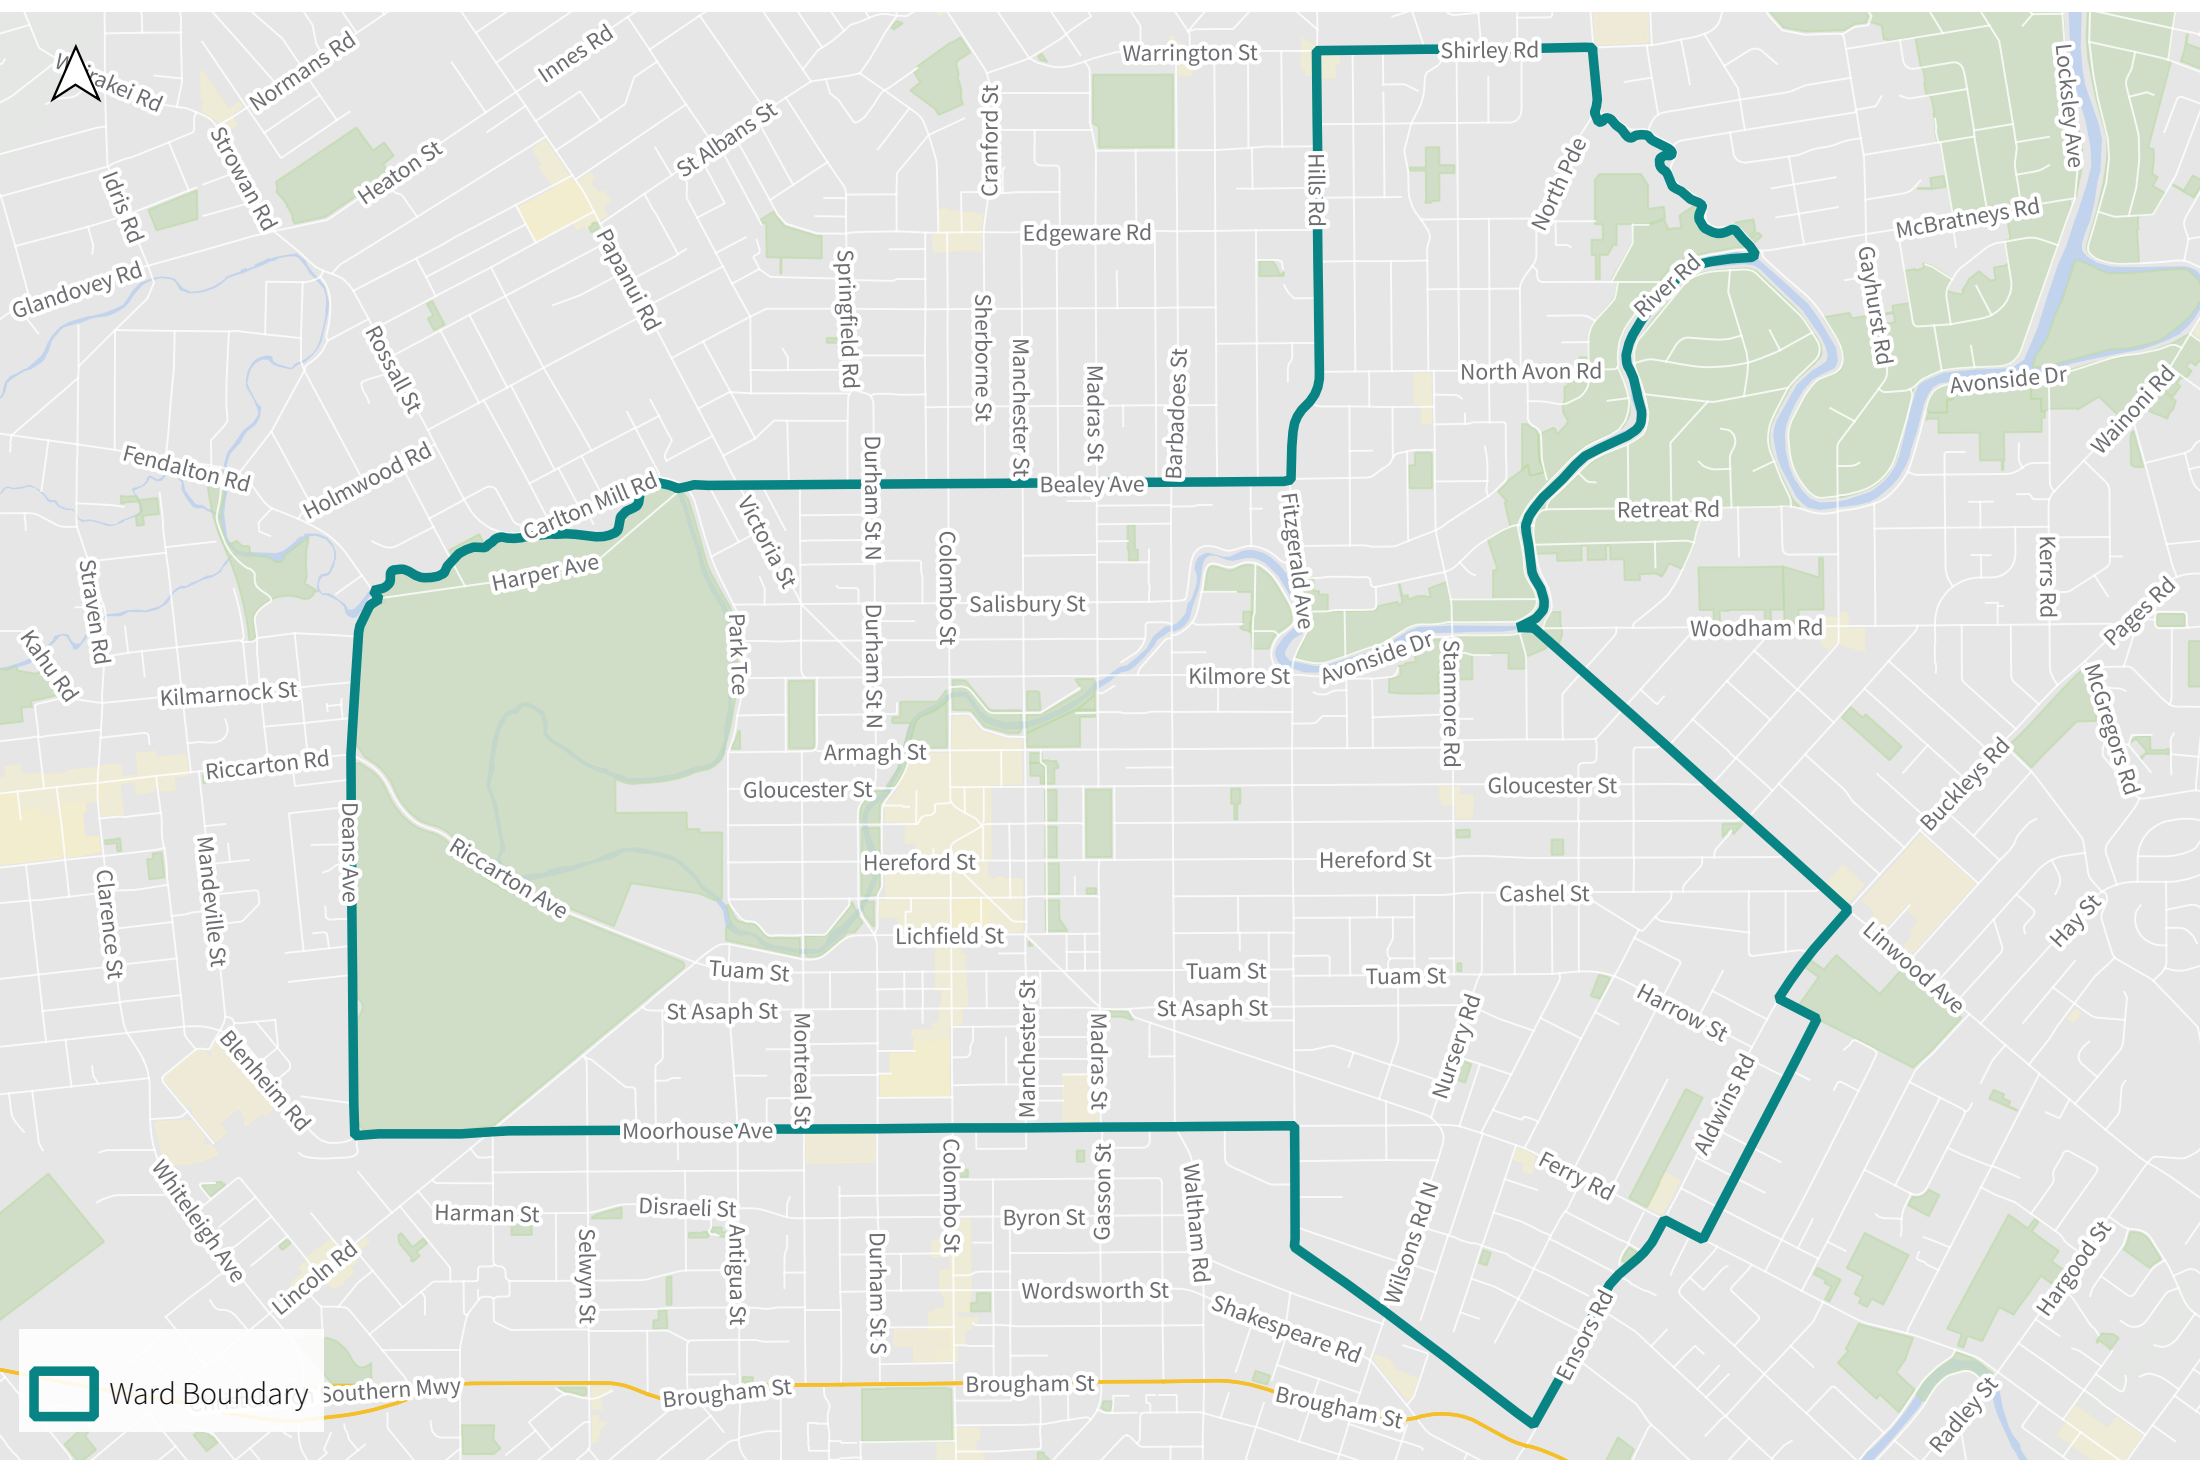 Warrington St
Shirley Rd
Innes Rd
Normans Rd
Locksley Ave
St Albans St
Cranford St
Strowan Rd
Heaton St
Hills Rd
North Pde
Idris Rd
McBratneys Rd
Edgeware Rd
Glandovey Rd
Papanui Rd
Springfield Rd
River Rd
Gayhurst Rd
Rossall St
Sherborne St
Manchester St
Madras St
Barbadoes St
North Avon Rd
Avonside Dr
Wainoni Rd
Fendalton Rd
Holmwood Rd
Carlton Mill Rd
Durham St N
Bealey Ave
Victoria St
Fitzgerald Ave
Retreat Rd
Harper Ave
Colombo St
Salisbury St
Straven Rd
Kerrs Rd
Pages Rd
Kahu Rd
Park Tce
Durham St N
Woodham Rd
Avonside Dr
Kilmore St
Stanmore Rd
Kilmarnock St
McGregors Rd
Armagh St
Riccarton Rd
Gloucester St
Gloucester St
Buckleys Rd
Deans Ave
Mandeville St
Clarence St
Riccarton Ave
Hereford St
Hereford St
Cashel St
Hay St
Linwood Ave
Lichfield St
Tuam St
Tuam St
Tuam St
St Asaph St
St Asaph St
Harrow St
Nursery Rd
Montreal St
Manchester St
Madras St
Blenheim Rd
Aldwins Rd
Moorhouse Ave
Ferry Rd
Whiteleigh Ave
Harman St
Disraeli St
Colombo St
Byron St
Gasson St
Waltham Rd
Wilsons Rd N
Selwyn St
Antigua St
Durham St S
Lincoln Rd
Wordsworth St
Shakespeare Rd
Ensors Rd
Hargood St
Southern Mwy
Brougham St
Brougham St
Brougham St
Radley St
Ward Boundary